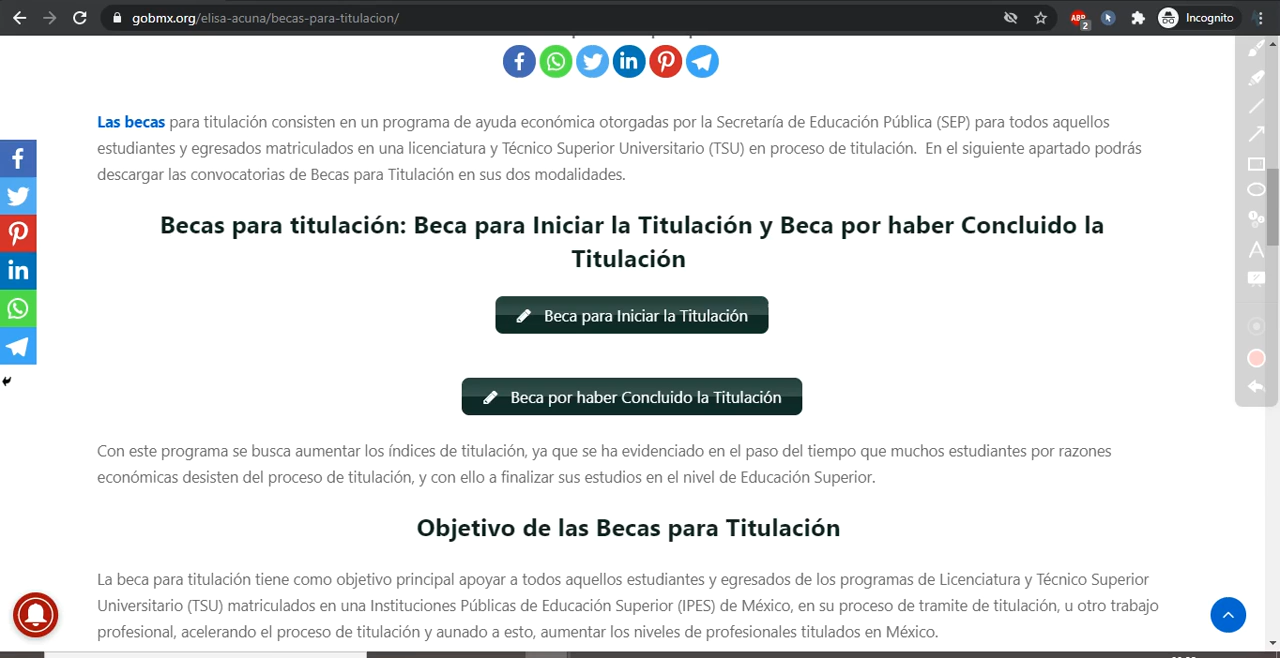 gobmx.org/elisa-acuna/becas-para-titulacion/
ABP
2
Incognito
Las becas para titulación consisten en un programa de ayuda económica otorgadas por la Secretaría de Educación Pública (SEP) para todos aquellos
estudiantes y egresados matriculados en una licenciatura y Técnico Superior Universitario (TSU) en proceso de titulación. En el siguiente apartado podrás
descargar las convocatorias de Becas para Titulación en sus dos modalidades.
Becas para titulación: Beca para Iniciar la Titulación y Beca por haber Concluido la
Titulación
Beca para Iniciar la Titulación
Beca por haber Concluido la Titulación
Con este programa se busca aumentar los índices de titulación, ya que se ha evidenciado en el paso del tiempo que muchos estudiantes por razones
económicas desisten del proceso de titulación, y con ello a finalizar sus estudios en el nivel de Educación Superior.
Objetivo de las Becas para Titulación
La beca para titulación tiene como objetivo principal apoyar a todos aquellos estudiantes y egresados de los programas de Licenciatura y Técnico Superior
Universitario (TSU) matriculados en una Instituciones Públicas de Educación Superior (IPES) de México, en su proceso de tramite de titulación, u otro trabajo
profesional, acelerando el proceso de titulación y aunado a esto, aumentar los niveles de profesionales titulados en México.